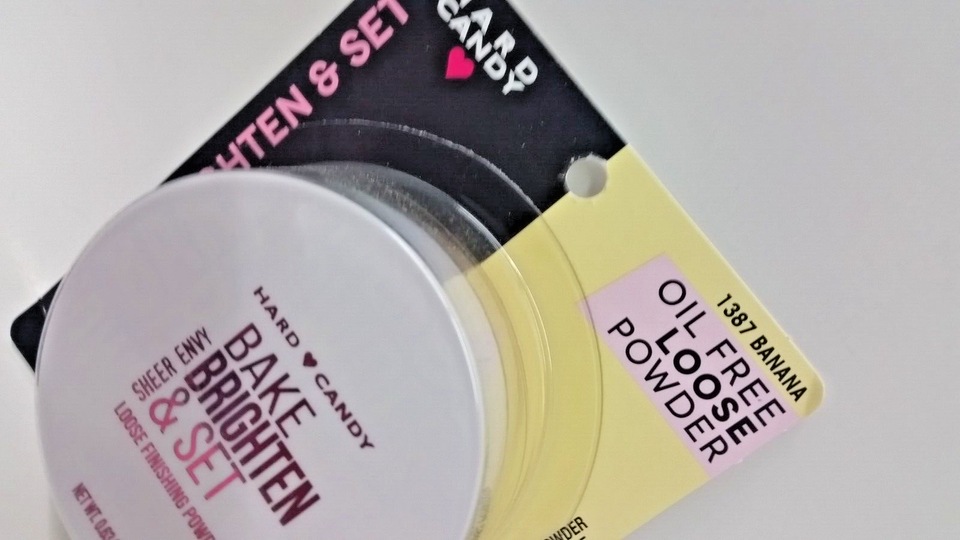 HARD
CANDY
& SET
1387 BANANA
OIL FREE
LOOSE
POWDER
HARD CANDY
SHEER ENVY
BAKE
BRIGHTEN
& SET
LOOSE FINISHING
NET WT.